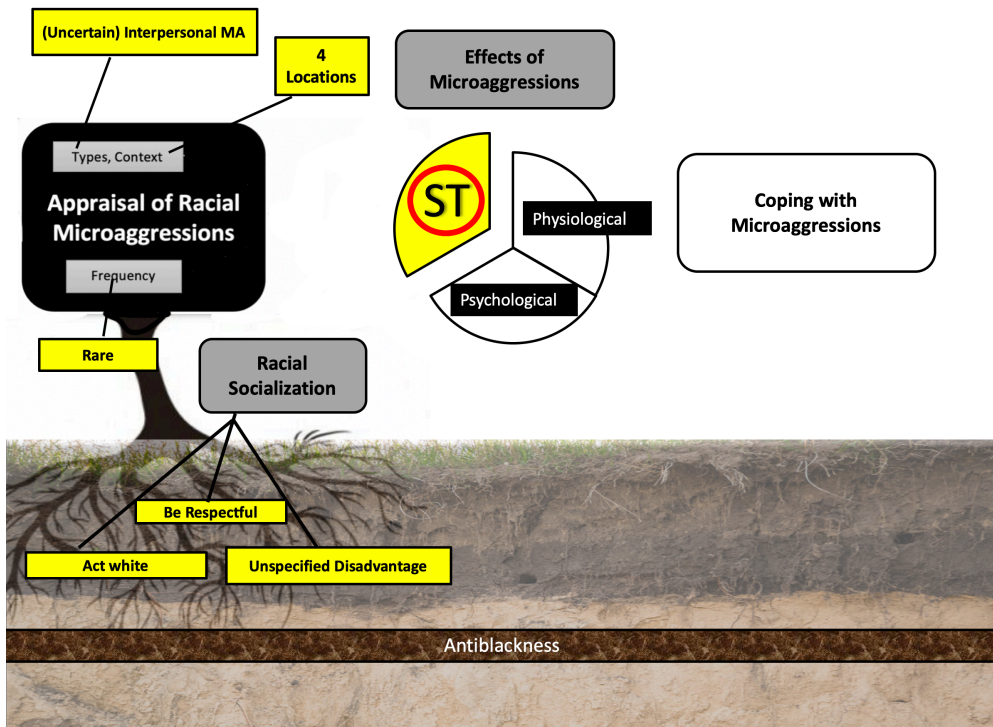 (Uncertain) Interpersonal MA
4
Locations
Effects of
Microaggressions
Types, Context
Appraisal of Racial
Microaggressions
Frequency
Rare
ST
Physiological
Psychological
Coping with
Microaggressions
Racial
Socialization
Be Respectful
Act white
Unspecified Disadvantage
Antiblackness